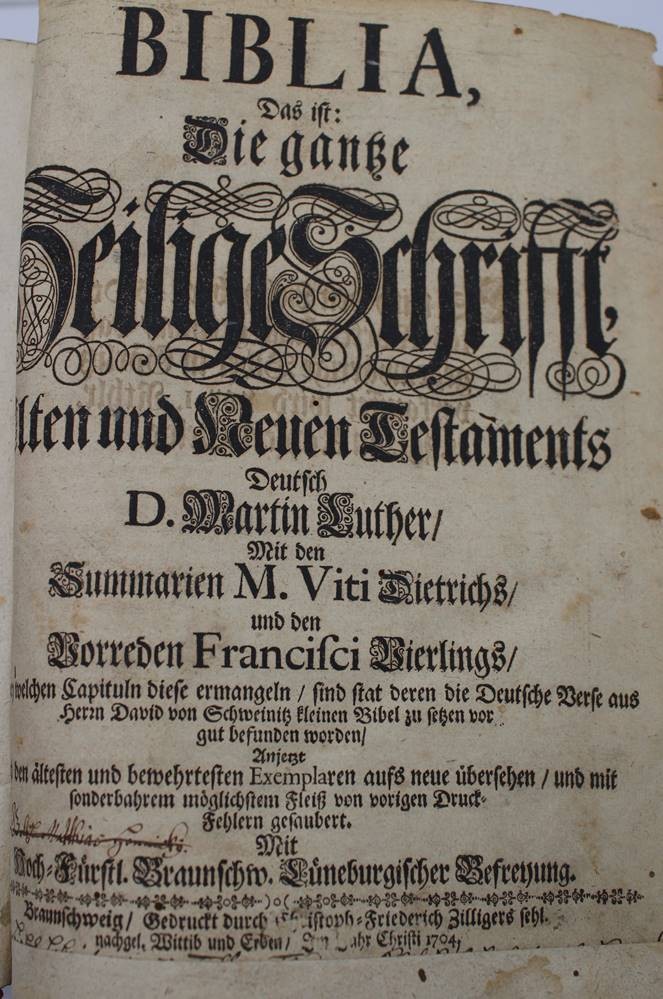 BIBLIA,
Das ist:
Die gantze
Heilige Schrifft,
lten und Neuen Testaments
Deutsch
D. Martin Luther/
Mit den
Summarien M. Viti Dietrichs/
und den
Vorreden Franciſci Vierlings/
welchen Capituln dieſe ermangeln / ſind ſtat deren die Deutſche Verſe aus
Herrn David von Schweinitz kleinen Bibel zu ſetzen vor
gut befunden worden/
Anjetzt
den älteſten und bewehrteſten Exemplaren aufs neue überſehen / und mit
ſonderbahrem möglichſtem Fleiß von vorigen Druck-
Fehlern geſaubert.
Mit
Hoch-Fürſtl. Braunſchw. Lüneburgiſcher Befreyung.
Braunſchweig/ Gedruckt durch iſtoph-Friederich Zilligers ſehl.
nachgel. Wittib und Erben/ ahr Chriſti 1704.